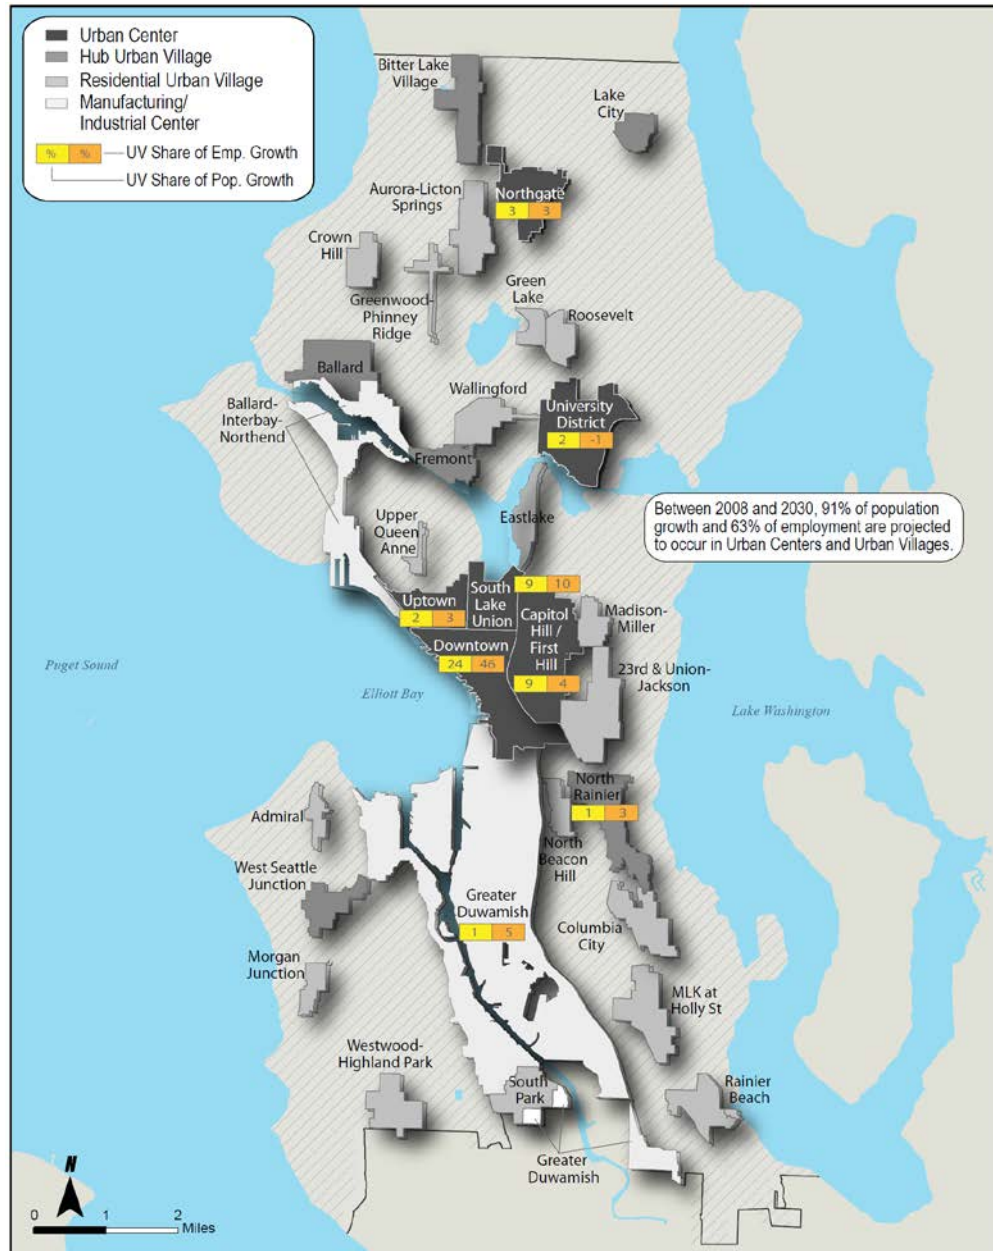 Urban Center
Hub Urban Village
Residential Urban Village
Manufacturing/
Industrial Center
% %
UV Share of Emp. Growth
UV Share of Pop. Growth
Bitter Lake
Village
Lake
City
Northgate
3 3
Aurora-Licton
Springs
Crown
Hill
Greenwood-
Phinney
Ridge
Green
Lake
Roosevelt
Ballard
Wallingford
Ballard-
Interbay-
Northend
University
District
2 -1
Fremont
Upper
Queen
Anne
Eastlake
Between 2008 and 2030, 91% of population
growth and 63% of employment are projected
to occur in Urban Centers and Urban Villages.
9 10
Uptown
2 3
South
Lake
Union
Capitol
Hill /
First
Hill
9 4
Madison-
Miller
Downtown
24 46
23rd & Union-
Jackson
Puget Sound
Elliott Bay
Lake Washington
North
Rainier
1 3
Admiral
North
Beacon
Hill
West Seattle
Junction
Greater
Duwamish
1 5
Columbia
City
Morgan
Junction
MLK at
Holly St
Westwood-
Highland Park
South
Park
Rainier
Beach
Greater
Duwamish
N
0 1 2
Miles